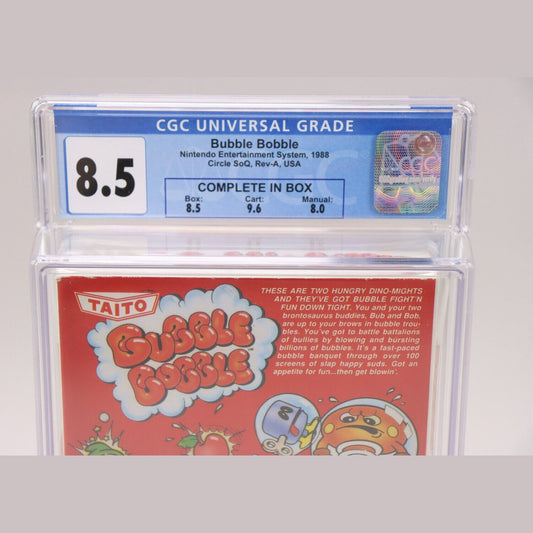 CGC UNIVERSAL GRADE
8.5
Bubble Bobble
Nintendo Entertainment System, 1988
Circle SoQ, Rev-A, USA
COMPLETE IN BOX
Box: Cart: Manual:
8.5 9.6 8.0
CGC
TAITO
BUBBLE
BOBBLE
THESE ARE TWO HUNGRY DINO-MIGHTS
AND THEY'VE GOT BUBBLE FIGHT'N
FUN DOWN TIGHT. You and your two
brontosaurus buddies, Bub and Bob,
are up to your brows in bubble trou-
bles. You've got to battle battalions
of bullies by blowing and bursting
billions of bubbles. It's a fast-paced
bubble banquet through over 100
screens of slap happy suds. Got an
appetite for fun...then get blowin'.